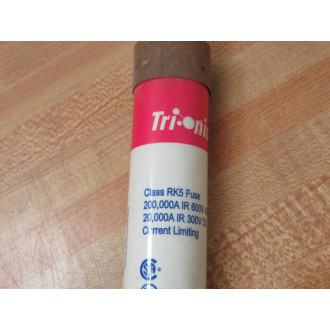 Tri-onic
Class RK5 Fuse
200,000A IR 600V
20,000A IR 300V
Current Limiting